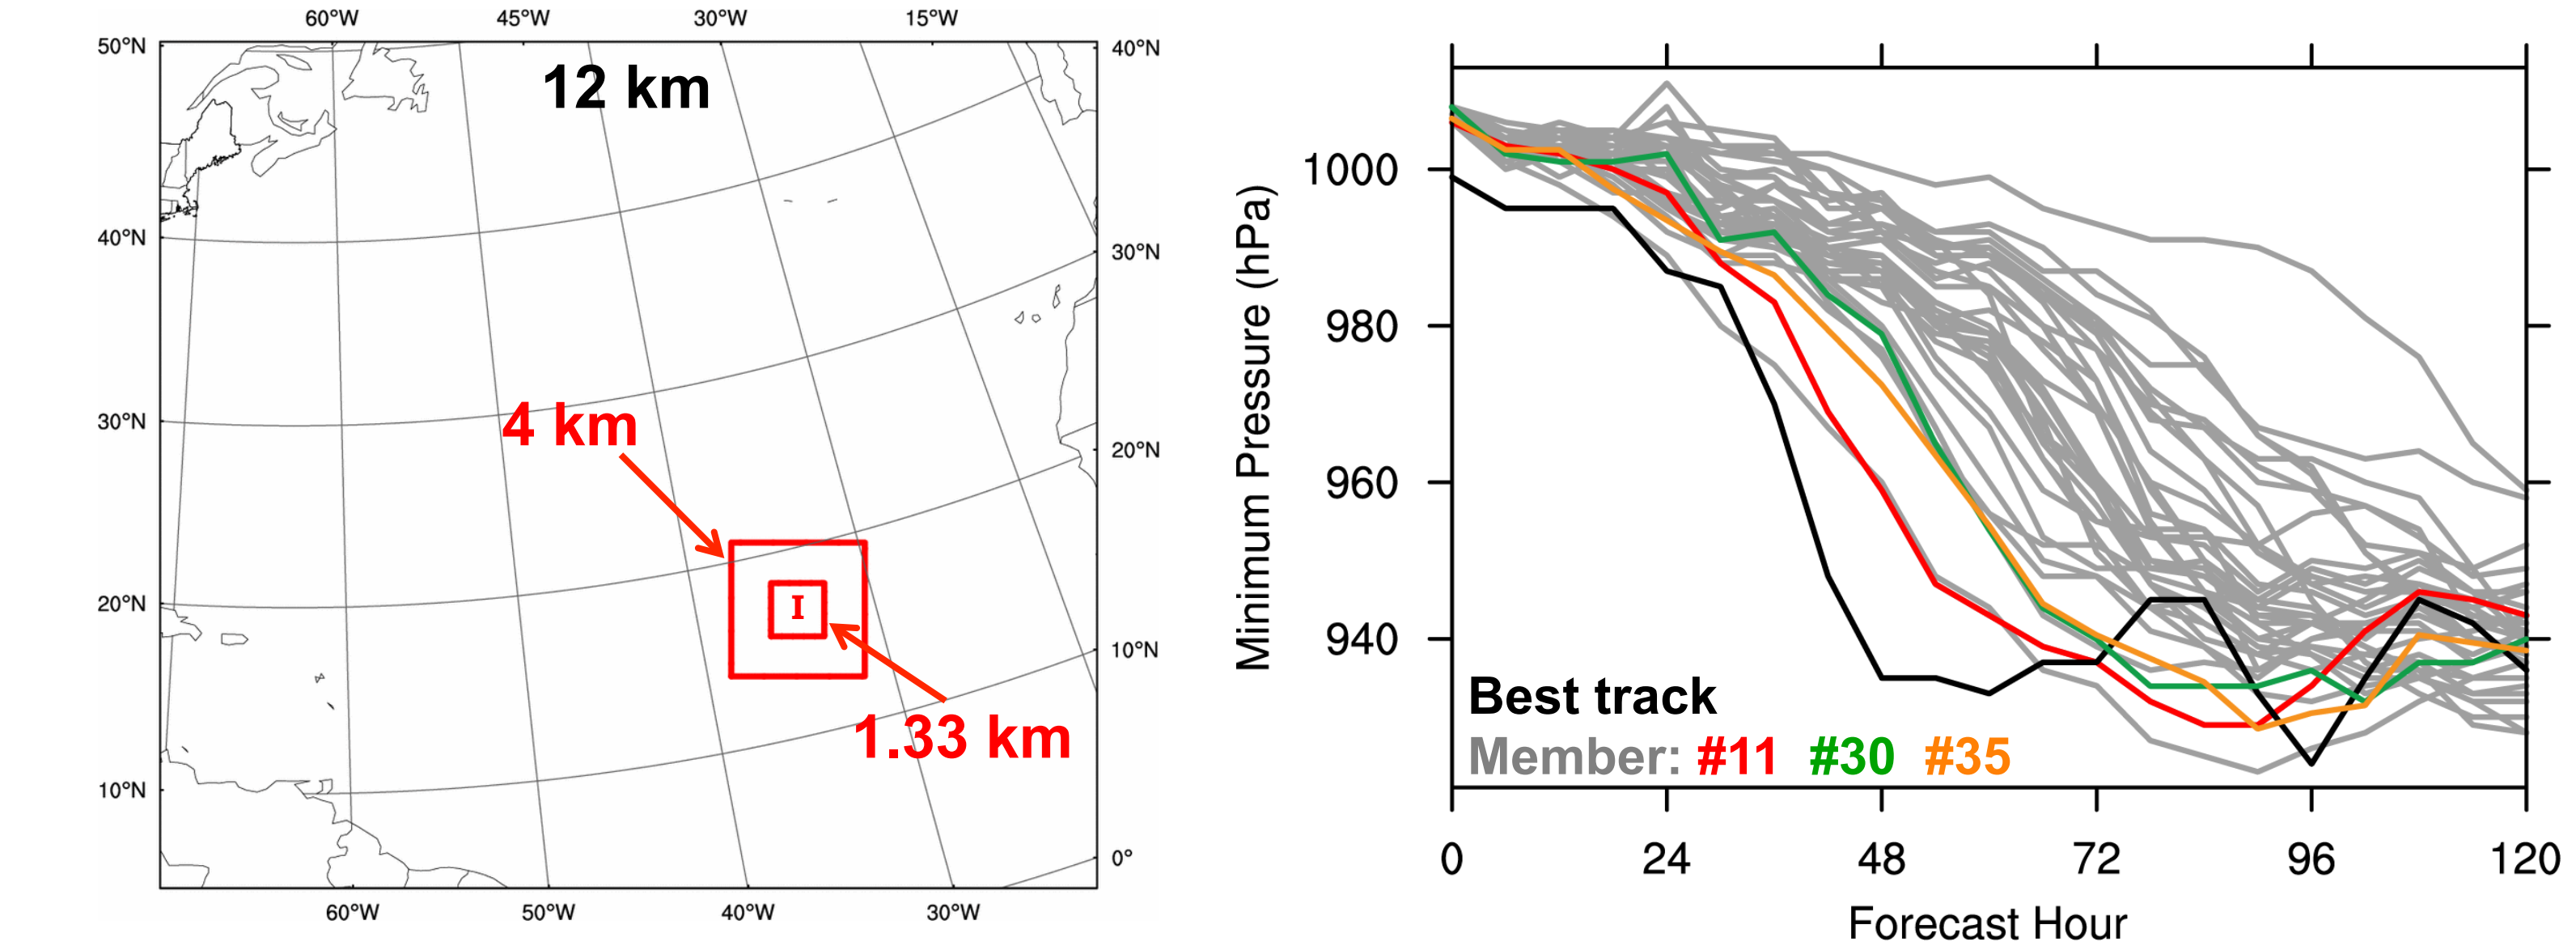 60°W 45°W 30°W 15°W
50°N
40°N
30°N
20°N
10°N
40°N
30°N
20°N
10°N
0°
12 km
4 km
I
1.33 km
60°W 50°W 40°W 30°W
Minimum Pressure (hPa)
1000
980
960
940
Best track
Member: #11 #30 #35
0 24 48 72 96 120
Forecast Hour